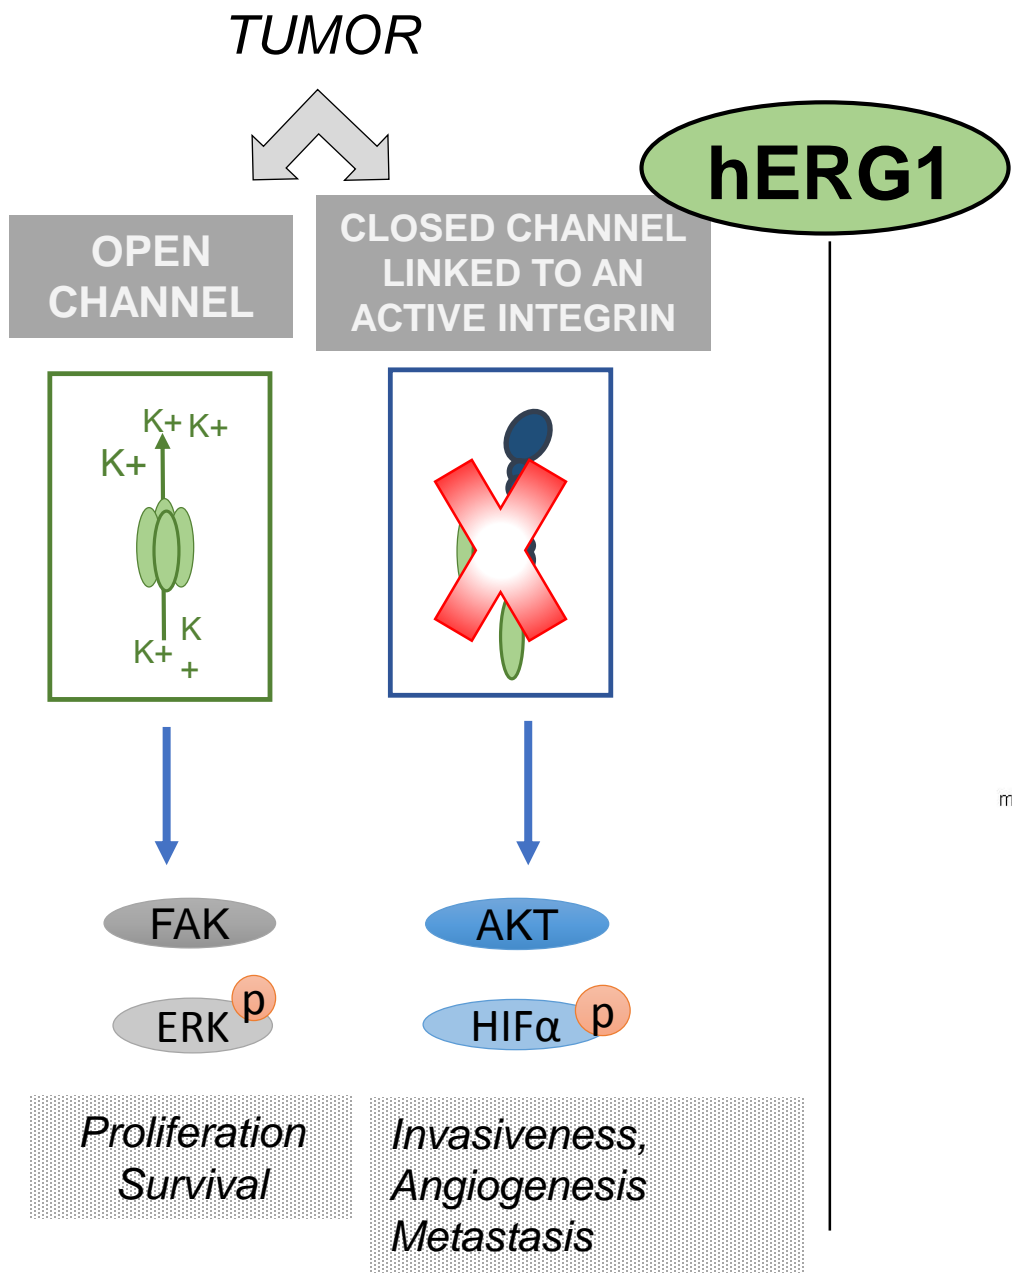 TUMOR
hERG1
OPEN
CHANNEL
CLOSED CHANNEL
LINKED TO AN
ACTIVE INTEGRIN
K+ K+
K+
K
K+ +
FAK
p
ERK
AKT
p
HIFα
Proliferation
Survival
Invasiveness,
Angiogenesis
Metastasis
m